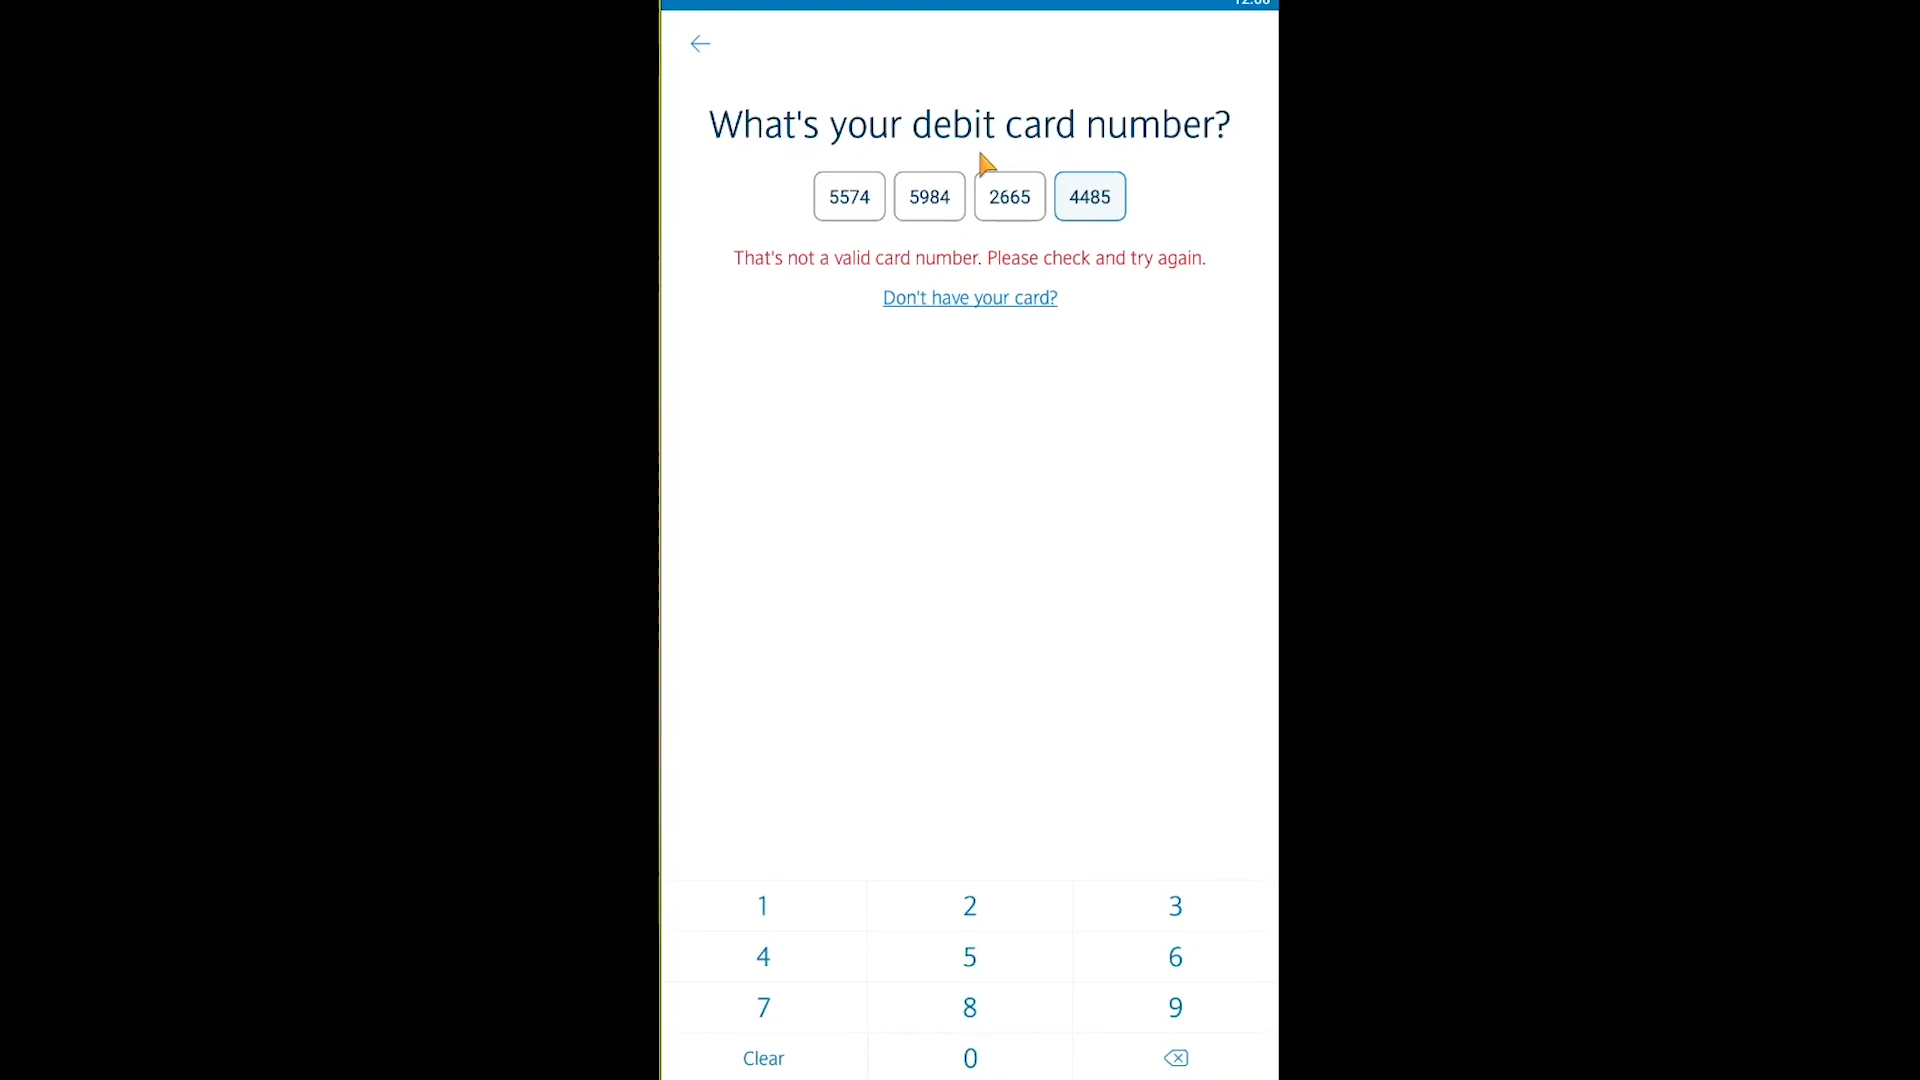 What's your debit card number?
5574 5984 2665 4485
That's not a valid card number. Please check and try again.
Don't have your card?
1 2 3
4 5 6
7 8 9
Clear 0